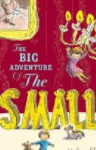 THE
BIG
ADVENTURE
Of The
SMALL